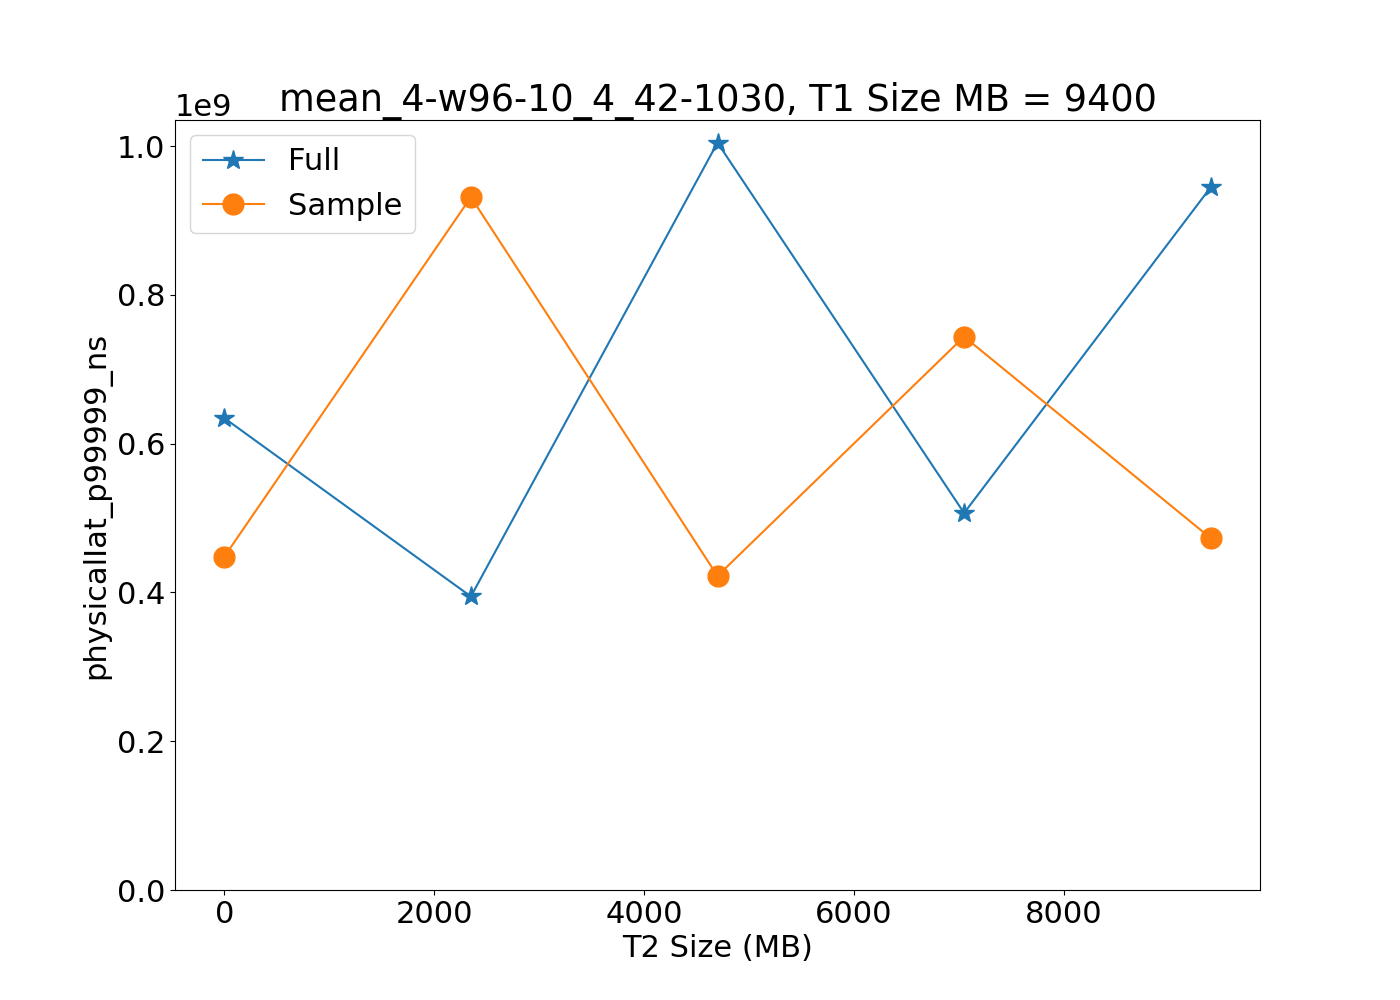 1e9
mean_4-w96-10_4_42-1030, T1 Size MB = 9400
Full
Sample
1.0
0.8
0.6
0.4
0.2
0.0
physicallat_p99999_ns
0 2000 4000 6000 8000
T2 Size (MB)